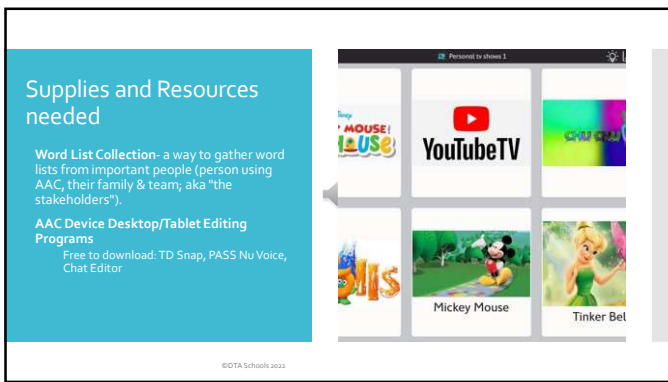 Supplies and Resources
needed
Word List Collection- a way to gather word
lists from important people (person using
AAC, their family & team; aka "the
stakeholders").
AAC Device Desktop/Tablet Editing
Programs
Free to download: TD Snap, PASS Nu Voice,
Chat Editor
Personal tv shows 1
MOUSE
YouTubeTV
CHU CHU
Mickey Mouse
Tinker Bel
©DTA Schools 2022